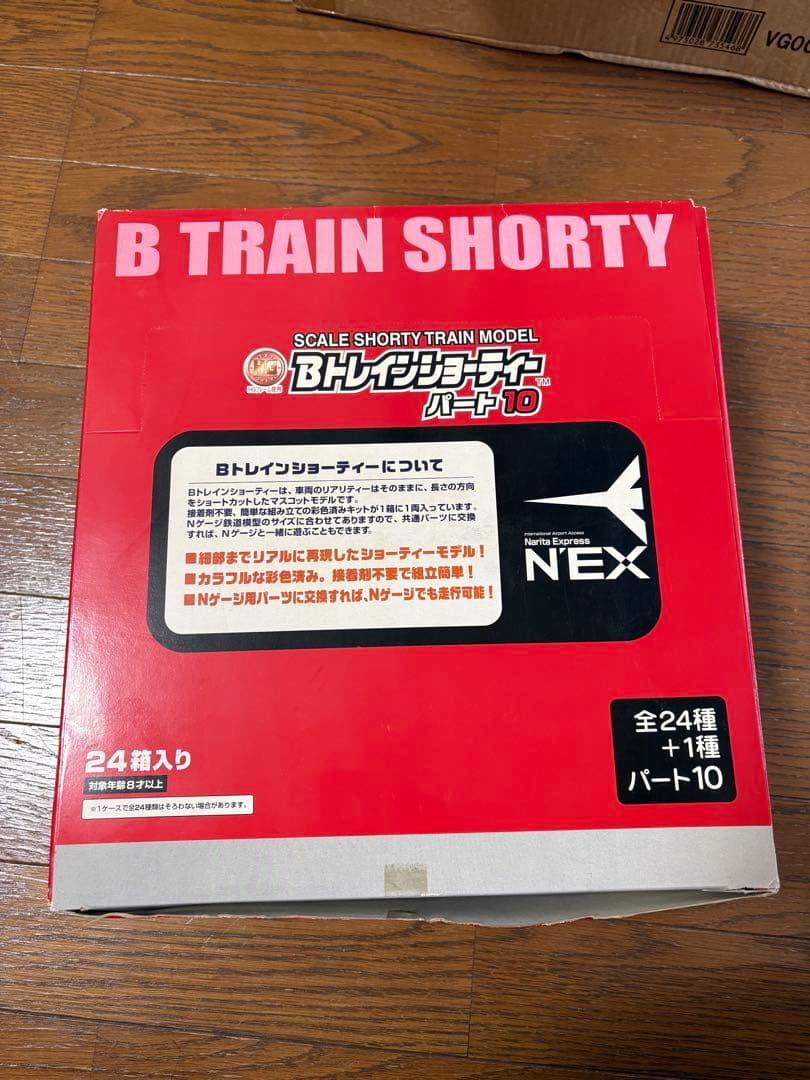 4 973028 735468
VG00
B TRAIN SHORTY
SCALE SHORTY TRAIN MODEL
HG
HGフレーム使用
Bトレインショーティー™
パート10
Bトレインショーティーについて
Bトレインショーティーは、車両のリアリティーはそのままに、長さの方向
をショートカットしたマスコットモデルです。
接着剤不要、簡単な組み立ての彩色済みキットが1箱に1両入っています。
Nゲージ鉄道模型のサイズに合わせてありますので、共通パーツに交換
すれば、Nゲージと一緒に遊ぶこともできます。
■細部までリアルに再現したショーティーモデル!
■カラフルな彩色済み。接着剤不要で組立簡単!
■Nゲージ用パーツに交換すれば、Nゲージでも走行可能!
International Airport Access
Narita Express
N'EX
全24種
+1種
パート10
24箱入り
対象年齢8才以上
※1ケースで全24種類はそろわない場合があります。